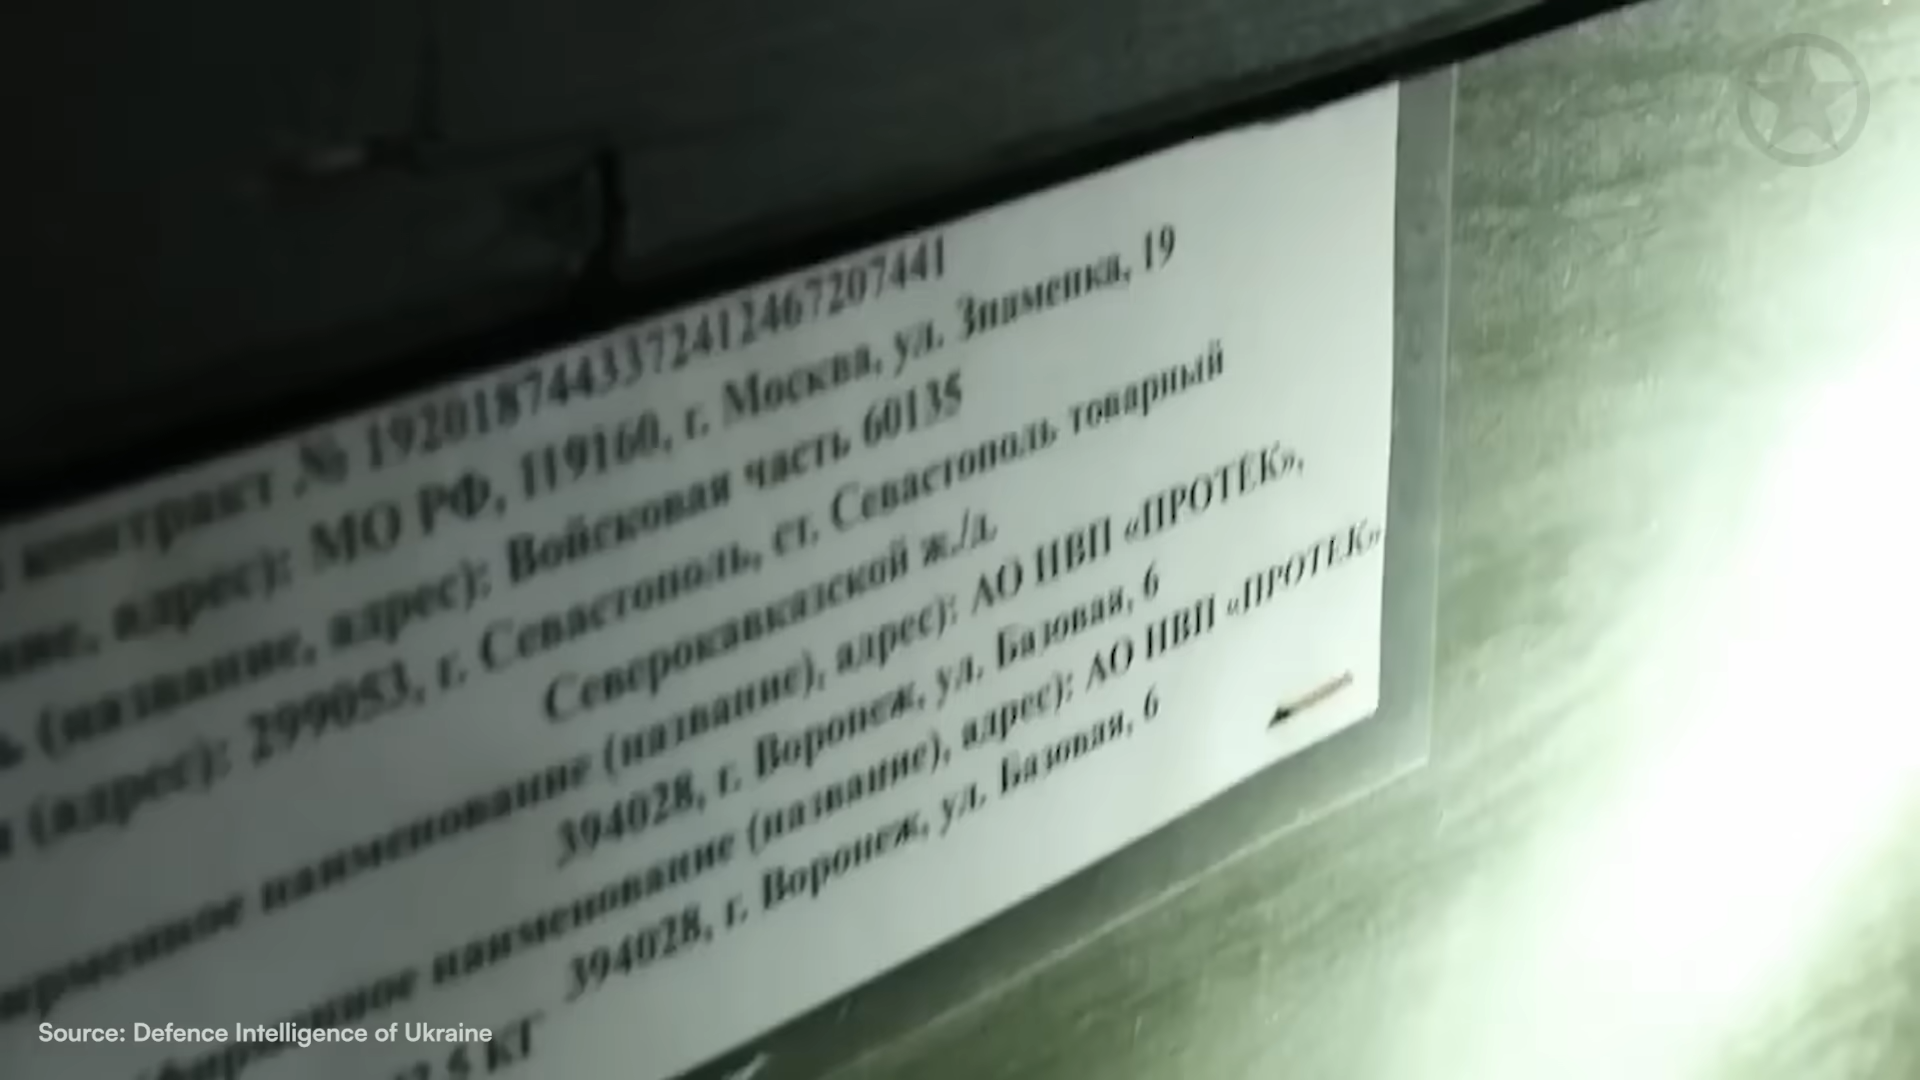 контракт № 1920187443372412467207441
адрес): МО РФ, 119160, г. Москва, ул. Знаменка, 19
(название, адрес): Войсковая часть 60135
(адрес): 299053, г. Севастополь, ст. Севастополь товарный
Северокавказской ж./д.
наименование (название), адрес): АО НВП «ПРОТЕК»,
394028, г. Воронеж, ул. Базовая, 6
наименование (название), адрес): АО НВП «ПРОТЕК»
394028, г. Воронеж, ул. Базовая, 6
Source: Defence Intelligence of Ukraine